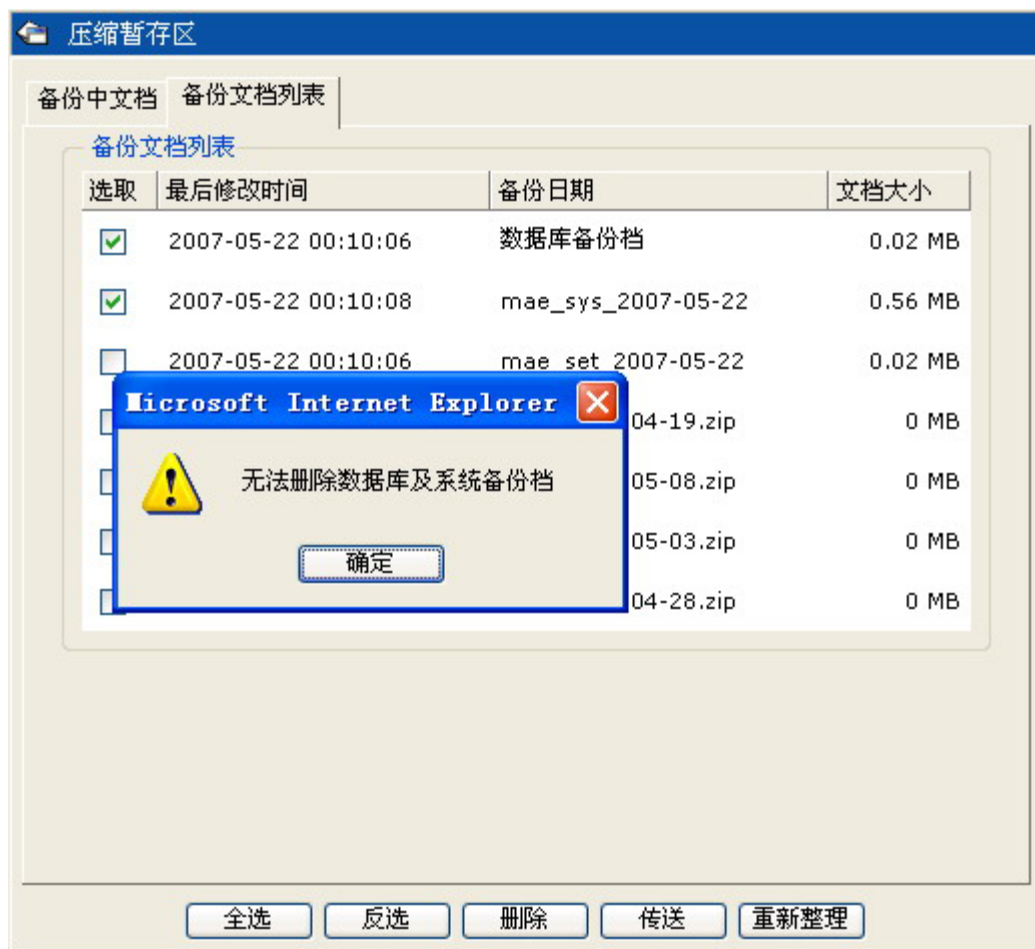 压缩暂存区
备份中文档 备份文档列表
备份文档列表
选取 最后修改时间 备份日期 文档大小
2007-05-22 00:10:06 数据库备份档 0.02 MB
2007-05-22 00:10:08 mae_sys_2007-05-22 0.56 MB
2007-05-22 00:10:06 mae_set_2007-05-22 0.02 MB
Microsoft Internet Explorer
04-19.zip 0 MB
无法删除数据库及系统备份档
05-08.zip 0 MB
05-03.zip 0 MB
确定
04-28.zip 0 MB
全选 反选 删除 传送 重新整理